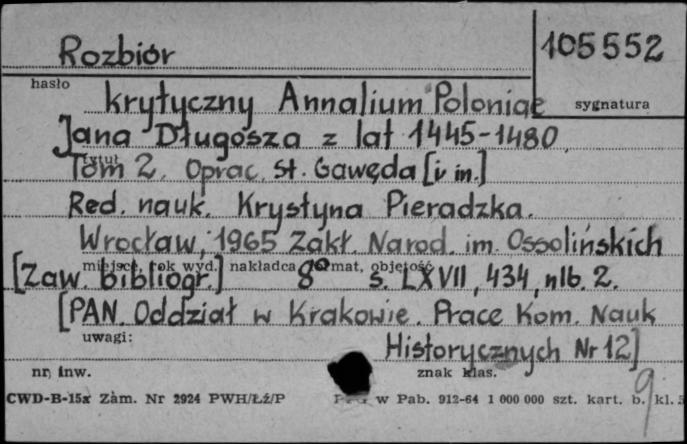 Rozbiór
105552
hasło
krytyczny Annalium Poloniae
sygnatura
Jana Długosza z lat 1445-1480
tytuł
Tom 2. Oprac. St. Gawęda [i in.]
Red. nauk. Krystyna Pieradzka.
Wrocław, 1965 Zakł. Narod. im. Ossolińskich
miejsce, rok wyd., nakładca, format, objętość
[Zaw. bibliogr.] 8° s. LXVII, 434, nlb. 2.
[PAN. Oddział w Krakowie. Prace Kom. Nauk
uwagi:
Historycznych Nr 12]
nr inw.
znak klas.
9
CWD-B-15a Zam. Nr 2924 PWH/Łź/P w Pab. 912-64 1 000 000 szt. kart. b. kl.